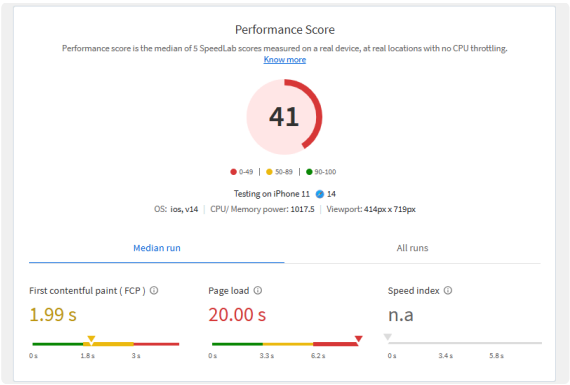 Performance Score
Performance score is the median of 5 SpeedLab scores measured on a real device, at real locations with no CPU throttling.
Know more
41
0-49 | 50-89 | 90-100
Testing on iPhone 11 14
OS: ios, v14 | CPU/ Memory power: 1017.5 | Viewport: 414px x 719px
Median run All runs
First contentful paint ( FCP ) Page load Speed index
1.99 s 20.00 s n.a
0 s 1.8 s 3 s 0 s 3.3 s 6.2 s 0 s 3.4 s 5.8 s